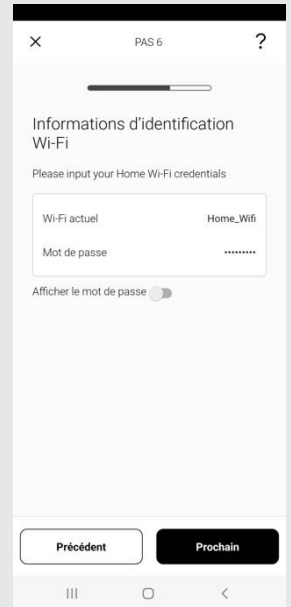 PAS 6 ?
Informations d'identification
Wi-Fi
Please input your Home Wi-Fi credentials
Wi-Fi actuel Home_Wifi
Mot de passe •••••••••
Afficher le mot de passe
Précédent Prochain